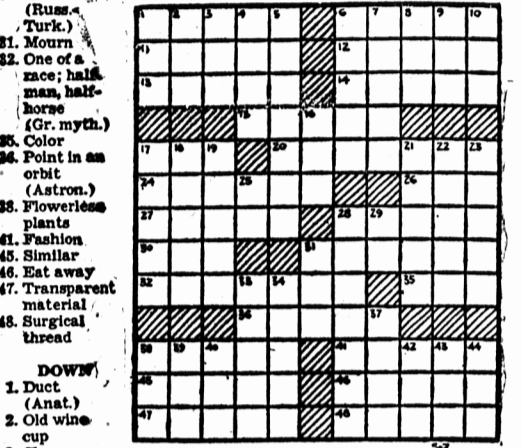 (Russ.-
Turk.)
31. Mourn
32. One of a
race; half-
man, half-
horse
(Gr. myth.)
35. Color
36. Point in an
orbit
(Astron.)
38. Flowerless
plants
41. Fashion
45. Similar
46. Eat away
47. Transparent
material
48. Surgical
thread
DOWN
1. Duct
(Anat.)
2. Old wine
cup
1 2 3 4 5 6 7 8 9 10
11 12
13 14
15 16
17 18 19 20 21 22 23
24 25 26
27 28 29
30 31
32 33 34 35
36 37
38 39 40 41 42 43 44
45 46
47 48